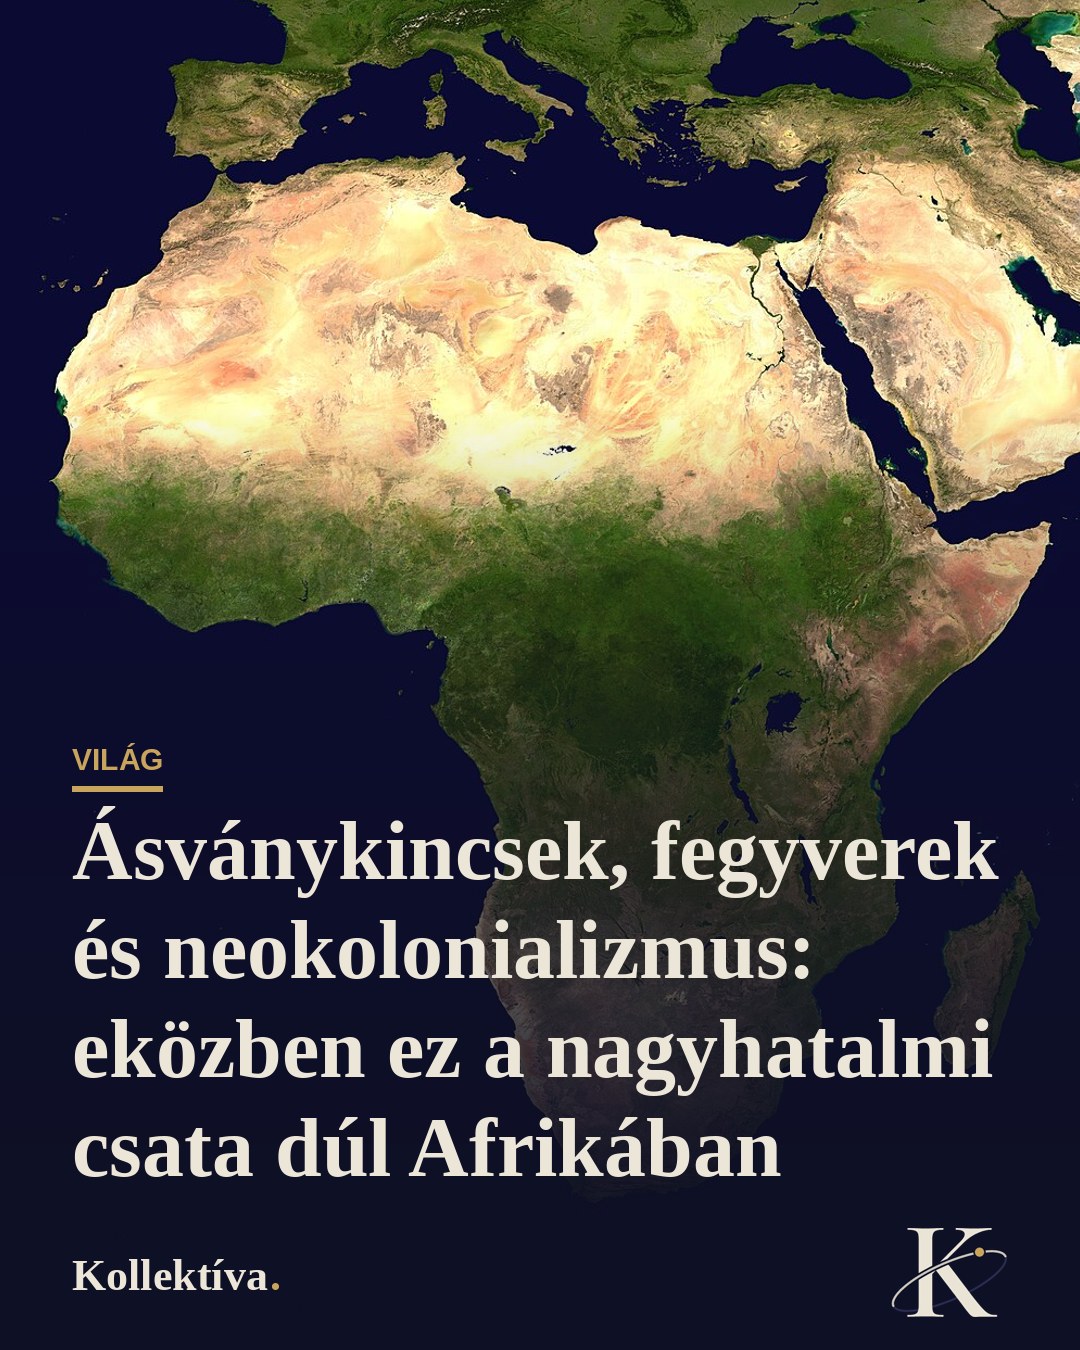 VILÁG
Ásványkincsek, fegyverek
és neokolonializmus:
eközben ez a nagyhatalmi
csata dúl Afrikában
Kollektíva.
K